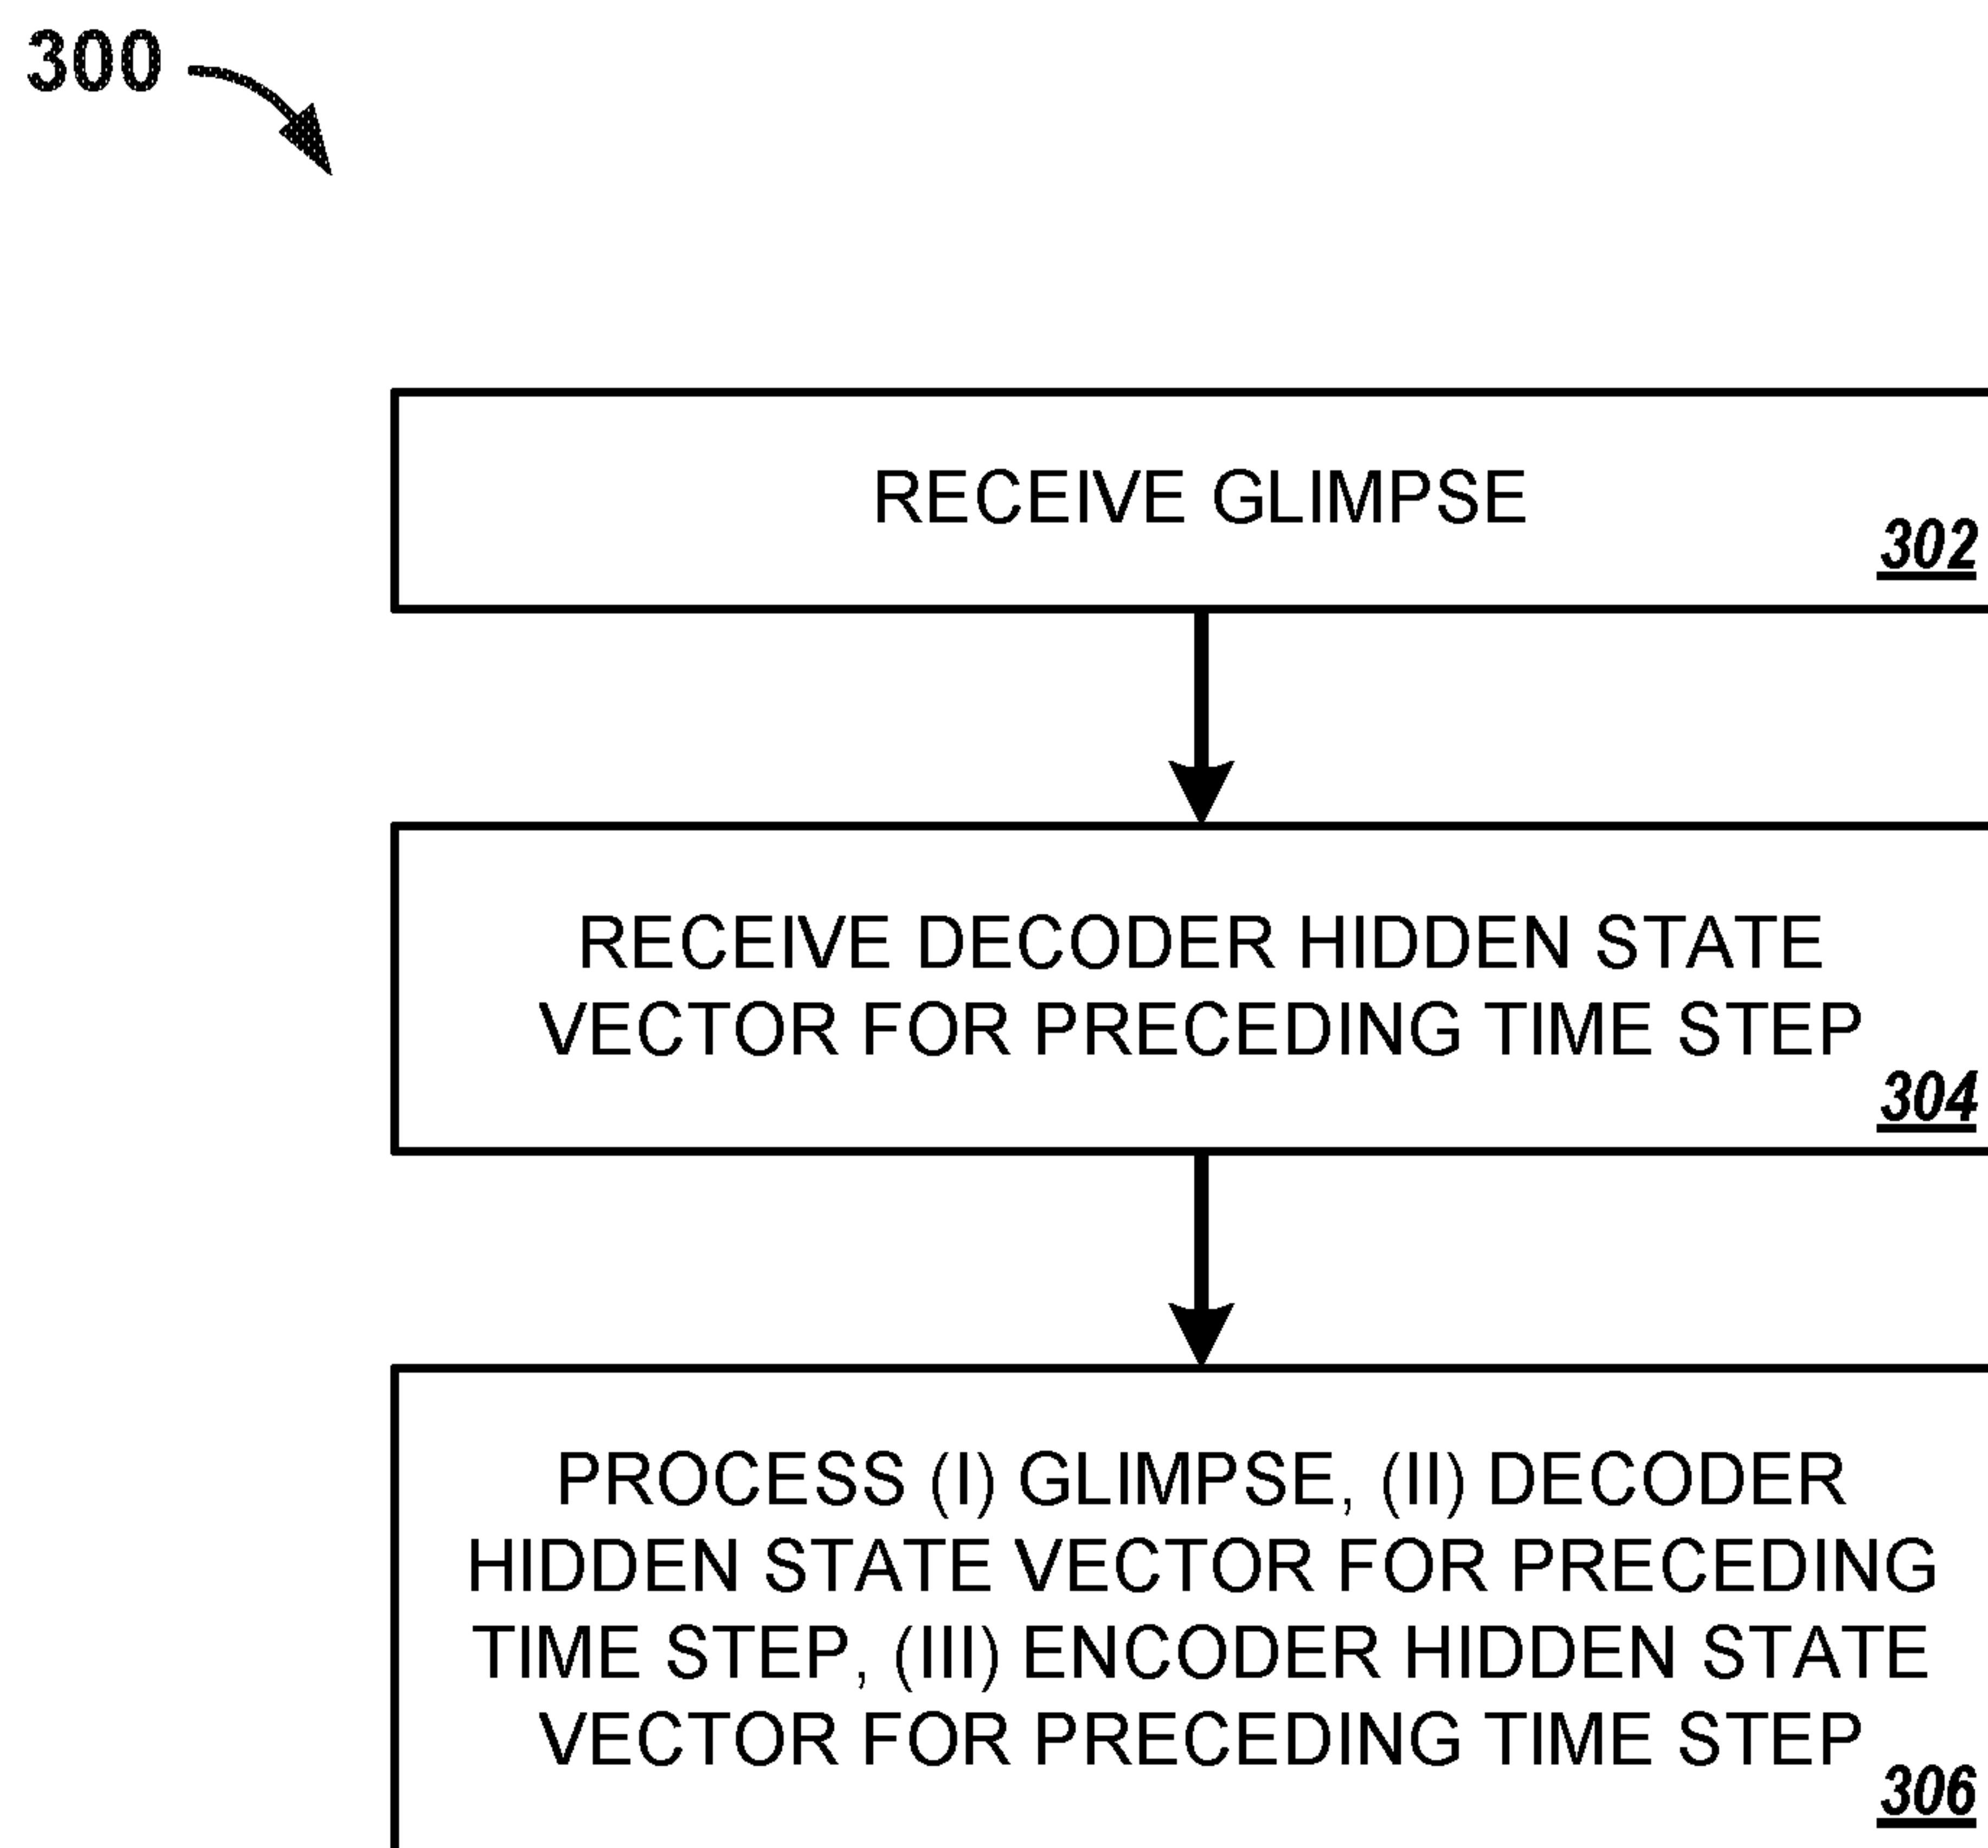 300
RECEIVE GLIMPSE
302
RECEIVE DECODER HIDDEN STATE
VECTOR FOR PRECEDING TIME STEP
304
PROCESS (I) GLIMPSE, (II) DECODER
HIDDEN STATE VECTOR FOR PRECEDING
TIME STEP, (III) ENCODER HIDDEN STATE
VECTOR FOR PRECEDING TIME STEP
306